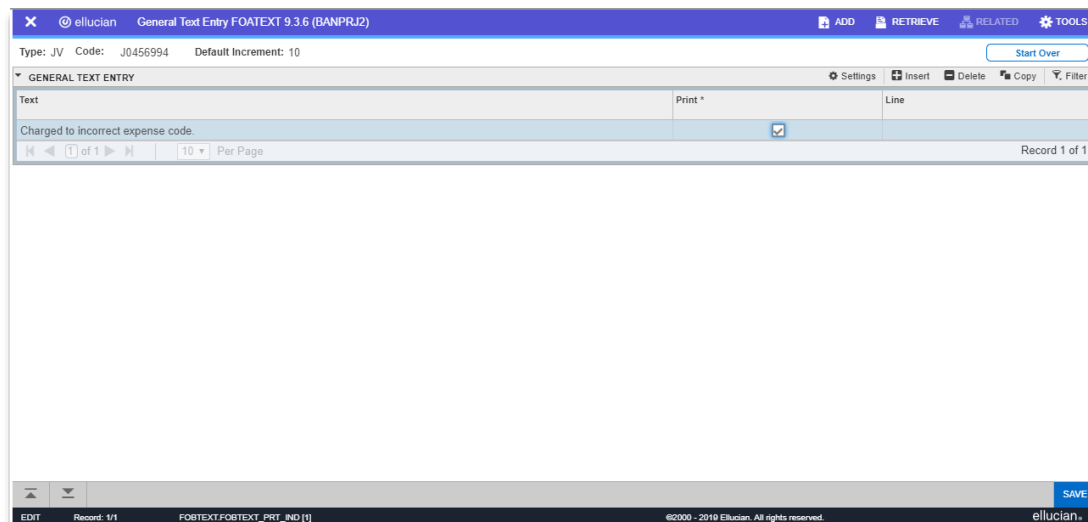 ellucian General Text Entry FOATEXT 9.3.6 (BANPRJ2) ADD RETRIEVE RELATED TOOLS
Type: JV Code: J0456994 Default Increment: 10 Start Over
GENERAL TEXT ENTRY Settings Insert Delete Copy Filter
Text Print * Line
Charged to incorrect expense code.
1 of 1 10 Per Page Record 1 of 1
SAVE
EDIT Record: 1/1 FOBTEXT.FOBTEXT_PRT_IND [1] ©2000 - 2019 Ellucian. All rights reserved. ellucian